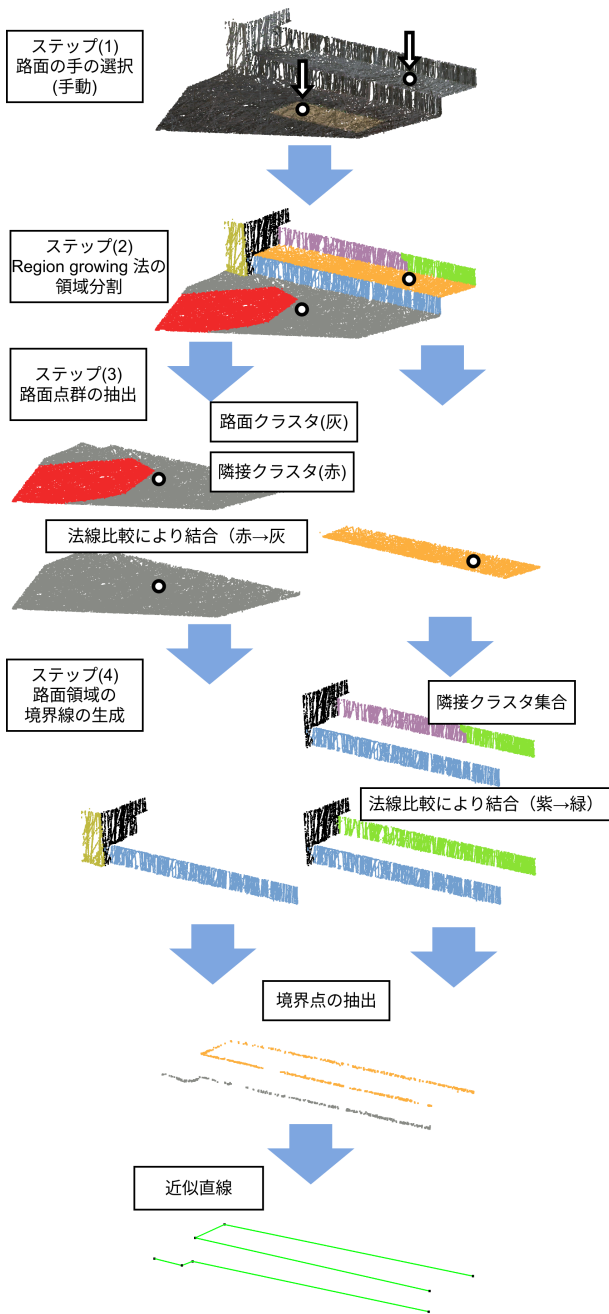 ステップ(1)
路面の手の選択
(手動)
ステップ(2)
Region growing 法の
領域分割
ステップ(3)
路面点群の抽出
路面クラスタ(灰)
隣接クラスタ(赤)
法線比較により結合（赤→灰
ステップ(4)
路面領域の
境界線の生成
隣接クラスタ集合
法線比較により結合（紫→緑）
境界点の抽出
近似直線